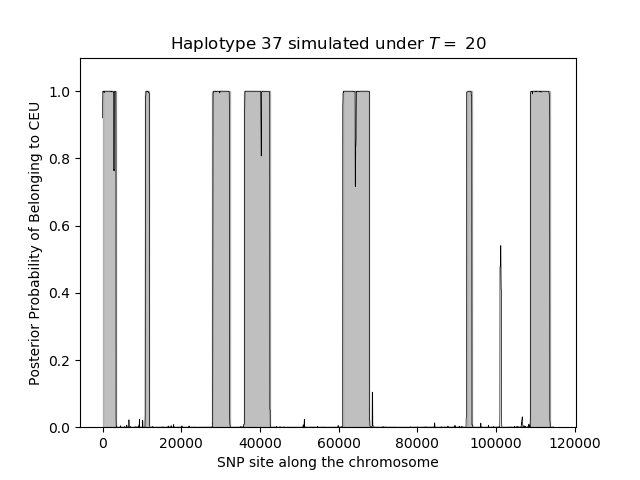 Haplotype 37 simulated under T = 20
Posterior Probability of Belonging to CEU
1.0
0.8
0.6
0.4
0.2
0.0
0 20000 40000 60000 80000 100000 120000
SNP site along the chromosome